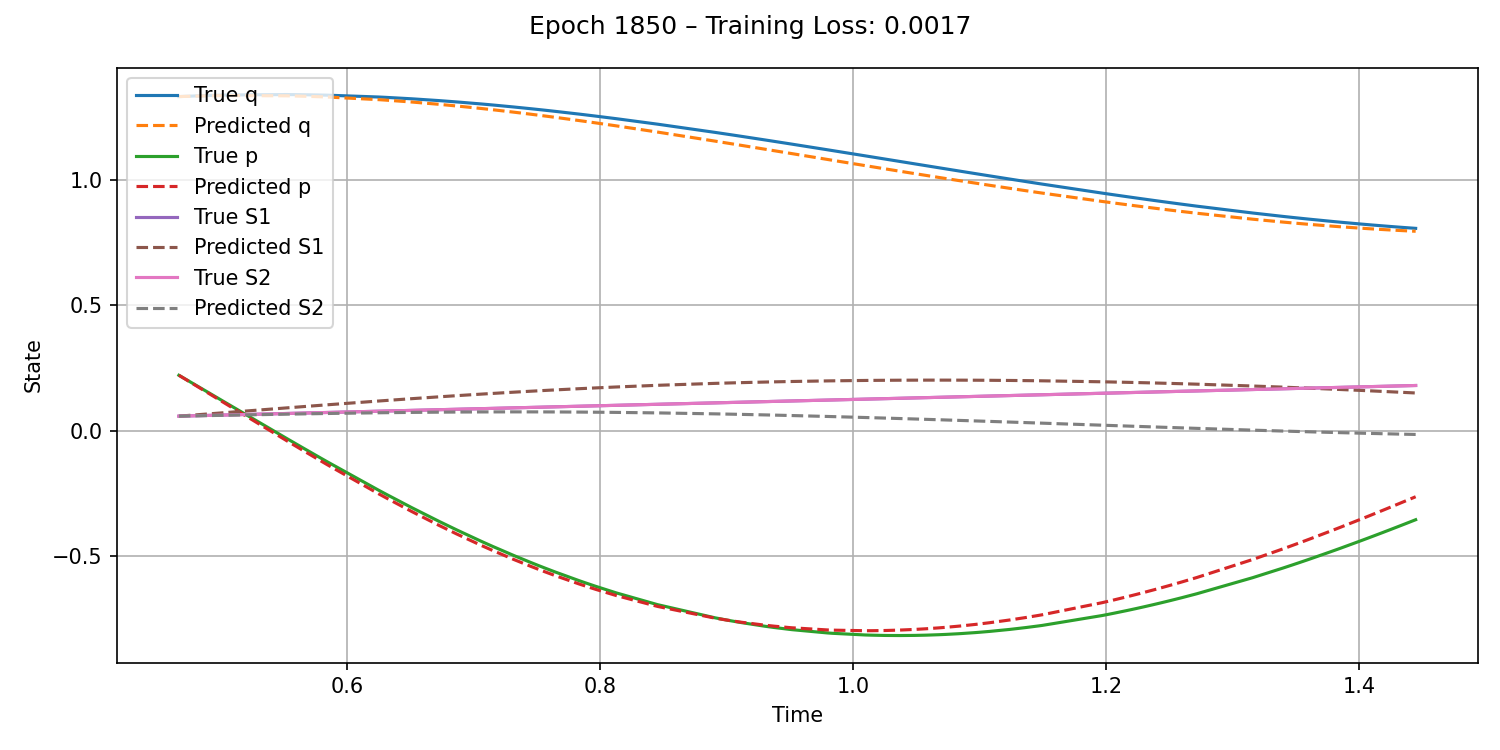 Epoch 1850 – Training Loss: 0.0017
True q
Predicted q
True p
Predicted p
True S1
Predicted S1
True S2
Predicted S2
1.0
0.5
0.0
−0.5
State
0.6
0.8
1.0
1.2
1.4
Time